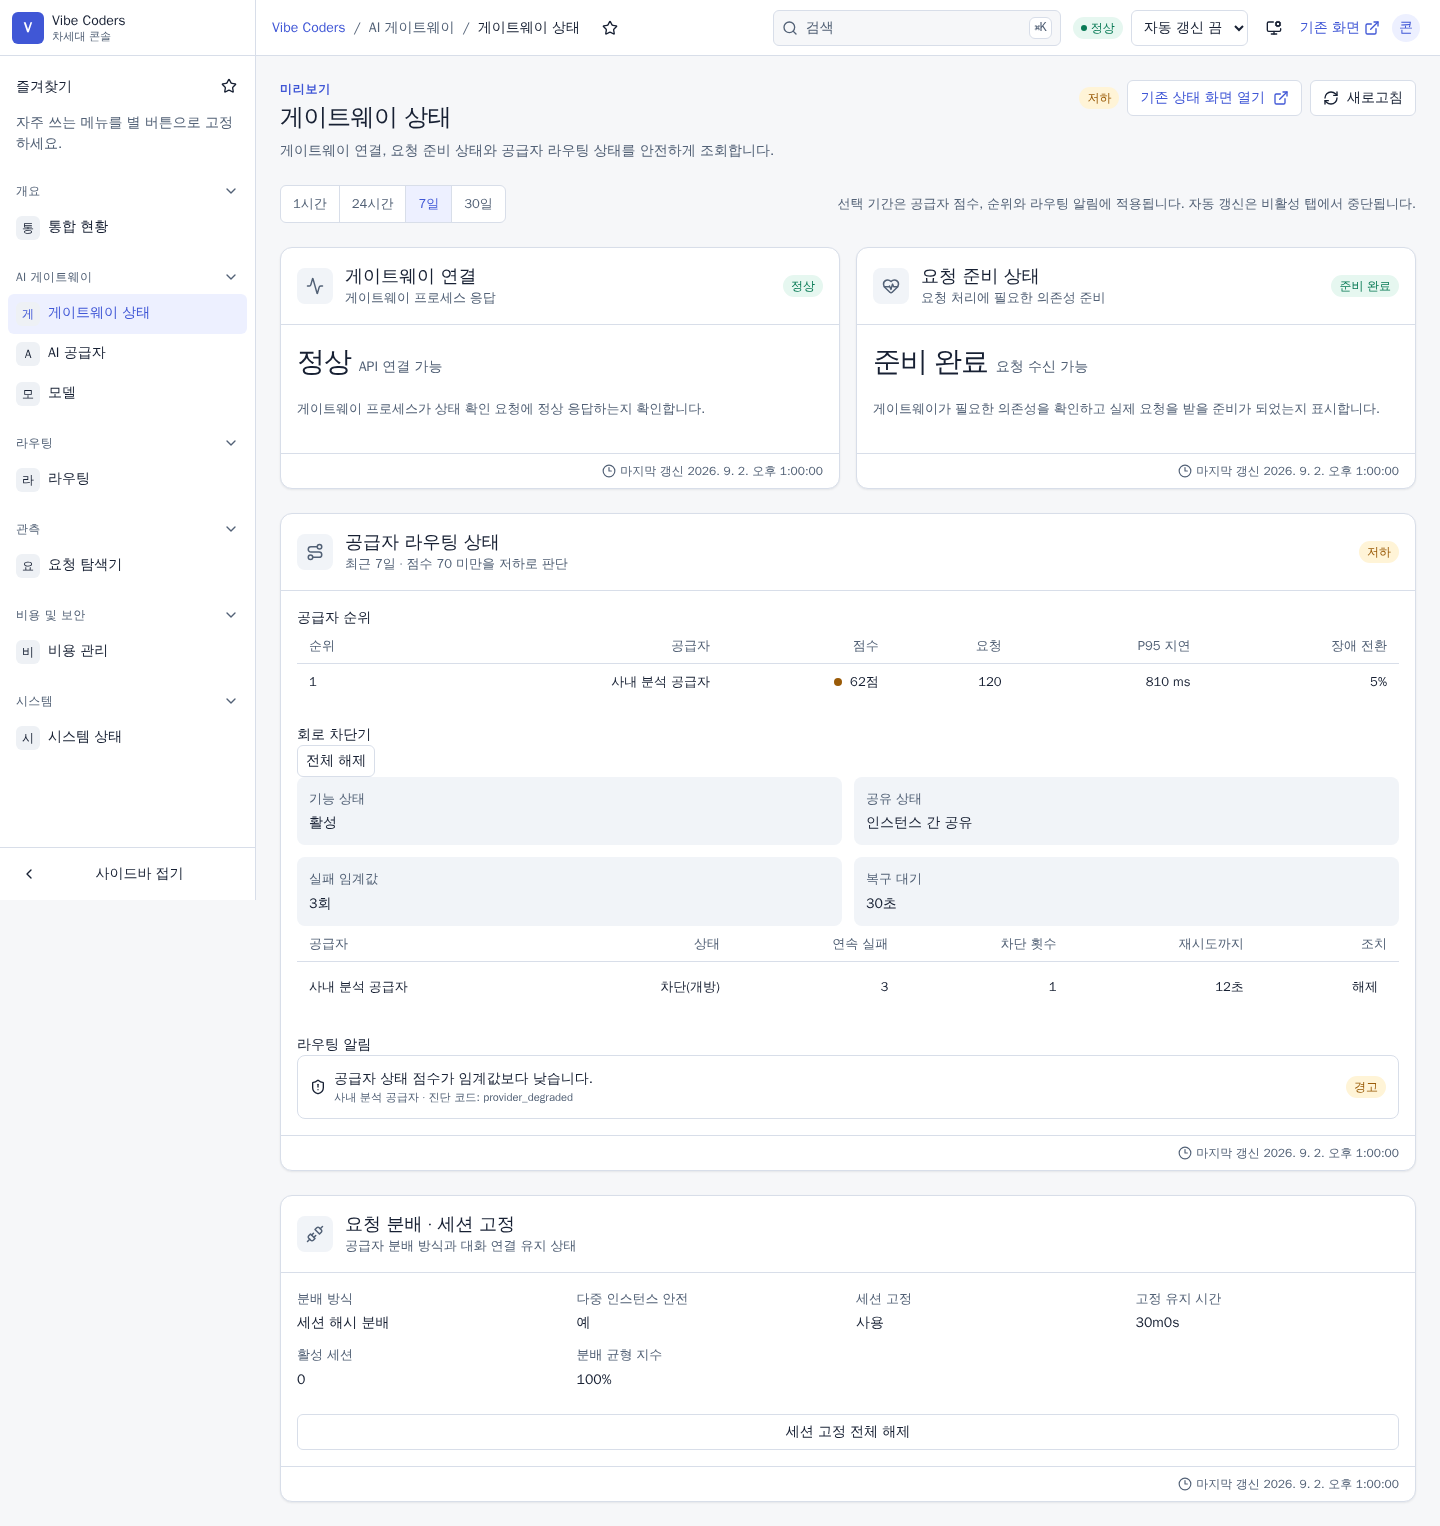 V
Vibe Coders
차세대 콘솔
Vibe Coders / AI 게이트웨이 / 게이트웨이 상태
검색
⌘K
정상
자동 갱신 끔
기존 화면
콘
즐겨찾기
자주 쓰는 메뉴를 별 버튼으로 고정
하세요.
개요
통 통합 현황
AI 게이트웨이
게 게이트웨이 상태
A AI 공급자
모 모델
라우팅
라 라우팅
관측
요 요청 탐색기
비용 및 보안
비 비용 관리
시스템
시 시스템 상태
사이드바 접기
미리보기
게이트웨이 상태
게이트웨이 연결, 요청 준비 상태와 공급자 라우팅 상태를 안전하게 조회합니다.
저하
기존 상태 화면 열기
새로고침
1시간 24시간 7일 30일
선택 기간은 공급자 점수, 순위와 라우팅 알림에 적용됩니다. 자동 갱신은 비활성 탭에서 중단됩니다.
게이트웨이 연결
게이트웨이 프로세스 응답
정상
정상 API 연결 가능
게이트웨이 프로세스가 상태 확인 요청에 정상 응답하는지 확인합니다.
마지막 갱신 2026. 9. 2. 오후 1:00:00
요청 준비 상태
요청 처리에 필요한 의존성 준비
준비 완료
준비 완료 요청 수신 가능
게이트웨이가 필요한 의존성을 확인하고 실제 요청을 받을 준비가 되었는지 표시합니다.
마지막 갱신 2026. 9. 2. 오후 1:00:00
공급자 라우팅 상태
최근 7일 · 점수 70 미만을 저하로 판단
저하
공급자 순위
순위 공급자 점수 요청 P95 지연 장애 전환
1 사내 분석 공급자 62점 120 810 ms 5%
회로 차단기
전체 해제
기능 상태
활성
공유 상태
인스턴스 간 공유
실패 임계값
3회
복구 대기
30초
공급자 상태 연속 실패 차단 횟수 재시도까지 조치
사내 분석 공급자 차단(개방) 3 1 12초 해제
라우팅 알림
공급자 상태 점수가 임계값보다 낮습니다.
사내 분석 공급자 · 진단 코드: provider_degraded
경고
마지막 갱신 2026. 9. 2. 오후 1:00:00
요청 분배 · 세션 고정
공급자 분배 방식과 대화 연결 유지 상태
분배 방식
세션 해시 분배
다중 인스턴스 안전
예
세션 고정
사용
고정 유지 시간
30m0s
활성 세션
0
분배 균형 지수
100%
세션 고정 전체 해제
마지막 갱신 2026. 9. 2. 오후 1:00:00